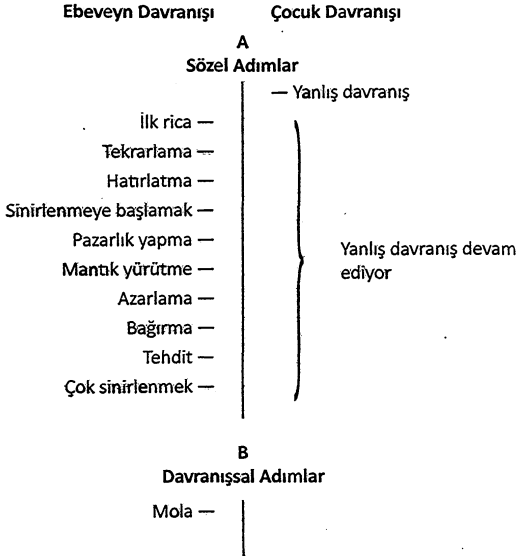 Ebeveyn Davranışı Çocuk Davranışı
A
Sözel Adımlar
— Yanlış davranış
İlk rica —
Tekrarlama —
Hatırlatma —
Sinirlenmeye başlamak —
Pazarlık yapma —
Yanlış davranış devam
ediyor
Mantık yürütme —
Azarlama —
Bağırma —
Tehdit —
Çok sinirlenmek —
B
Davranışsal Adımlar
Mola —